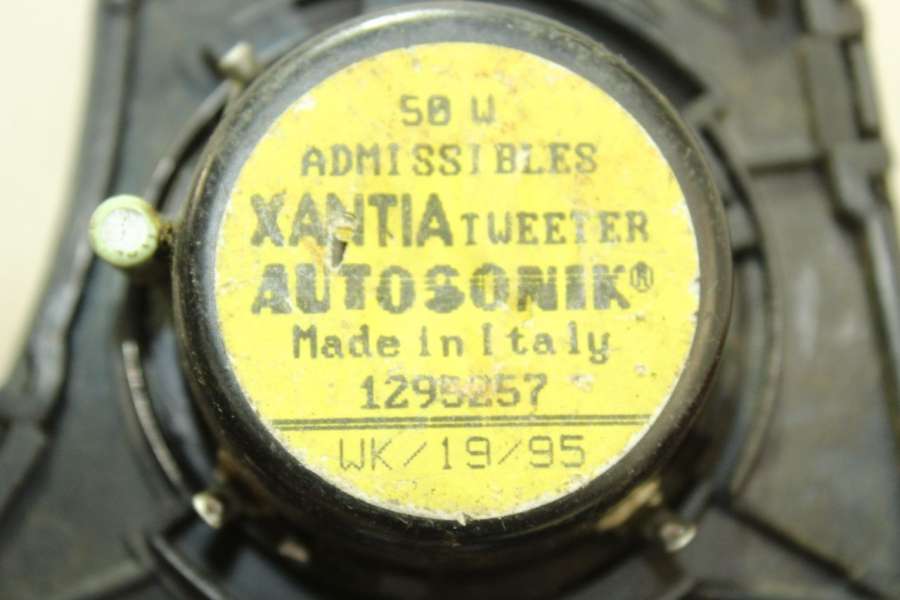 50 W
ADMISSIBLES
XANTIA TWEETER
AUTOSONIK®
Made in Italy
1295257
WK/19/95